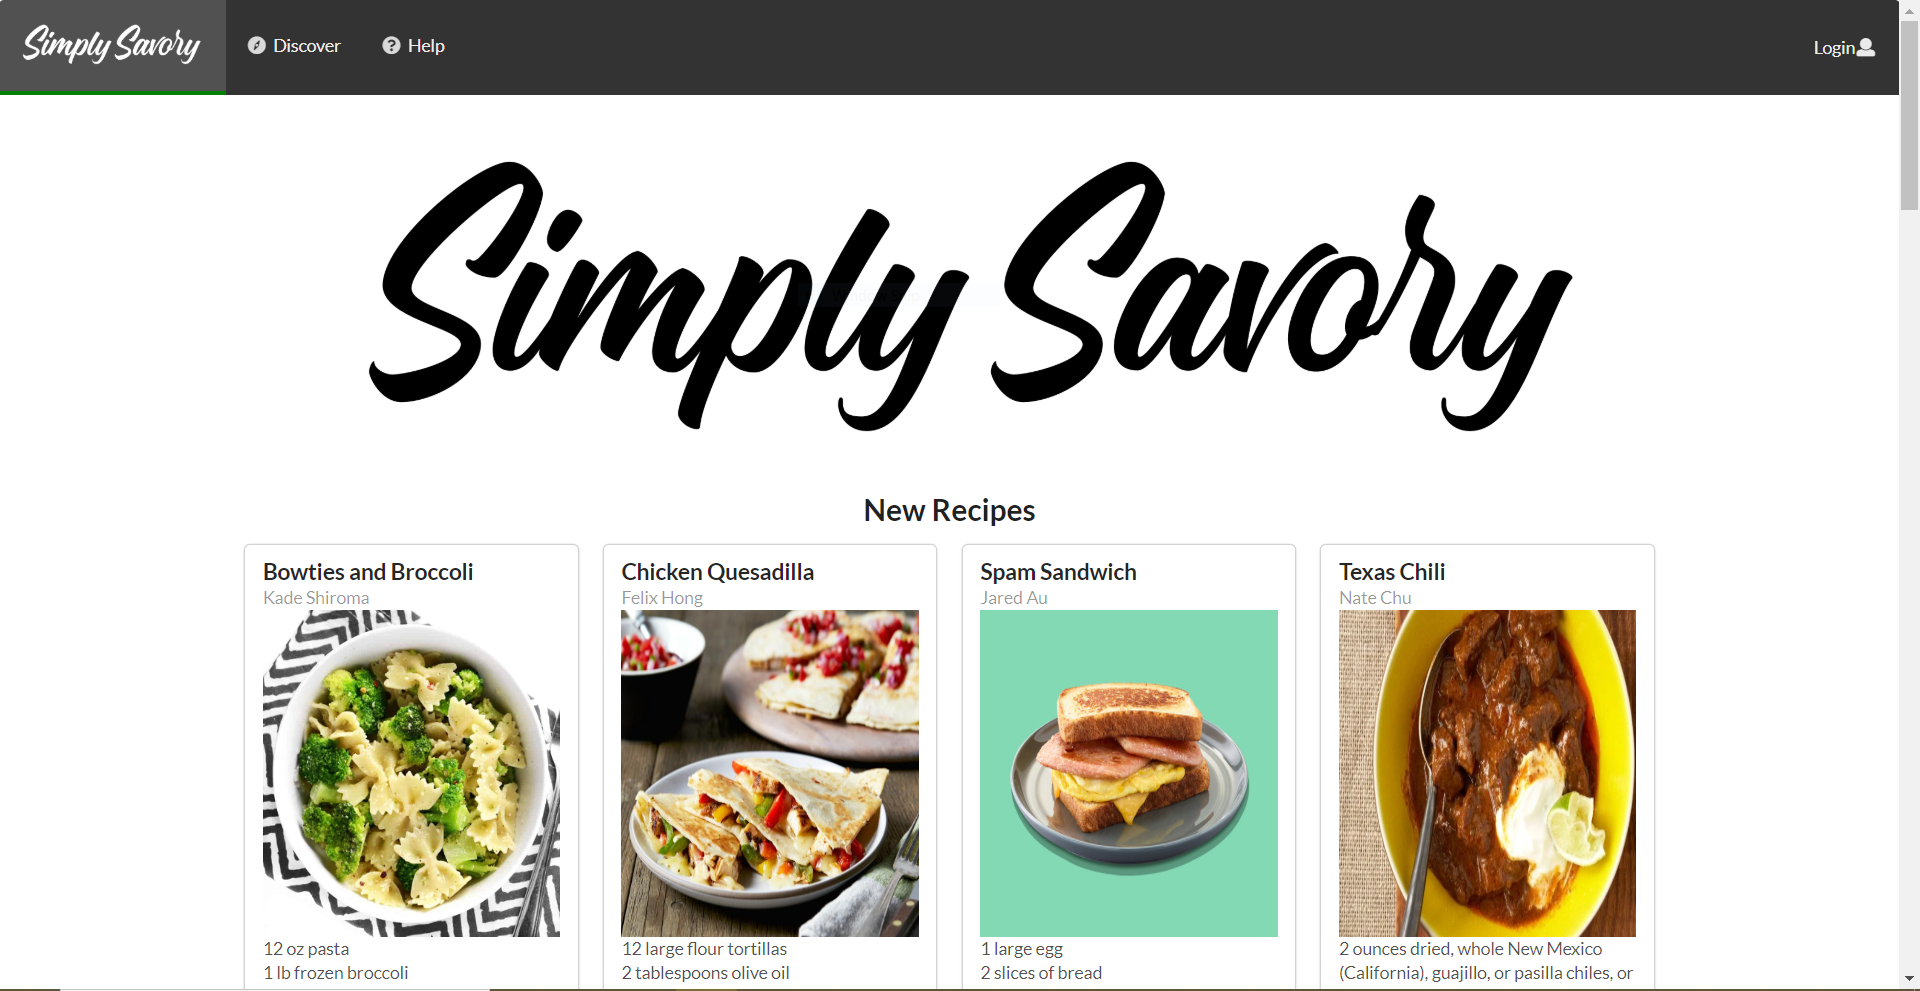 Simply Savory
Discover
Help
Login
Simply Savory
New Recipes
Bowties and Broccoli
Kade Shiroma
12 oz pasta
1 lb frozen broccoli
Chicken Quesadilla
Felix Hong
12 large flour tortillas
2 tablespoons olive oil
Spam Sandwich
Jared Au
1 large egg
2 slices of bread
Texas Chili
Nate Chu
2 ounces dried, whole New Mexico
(California), guajillo, or pasilla chiles, or